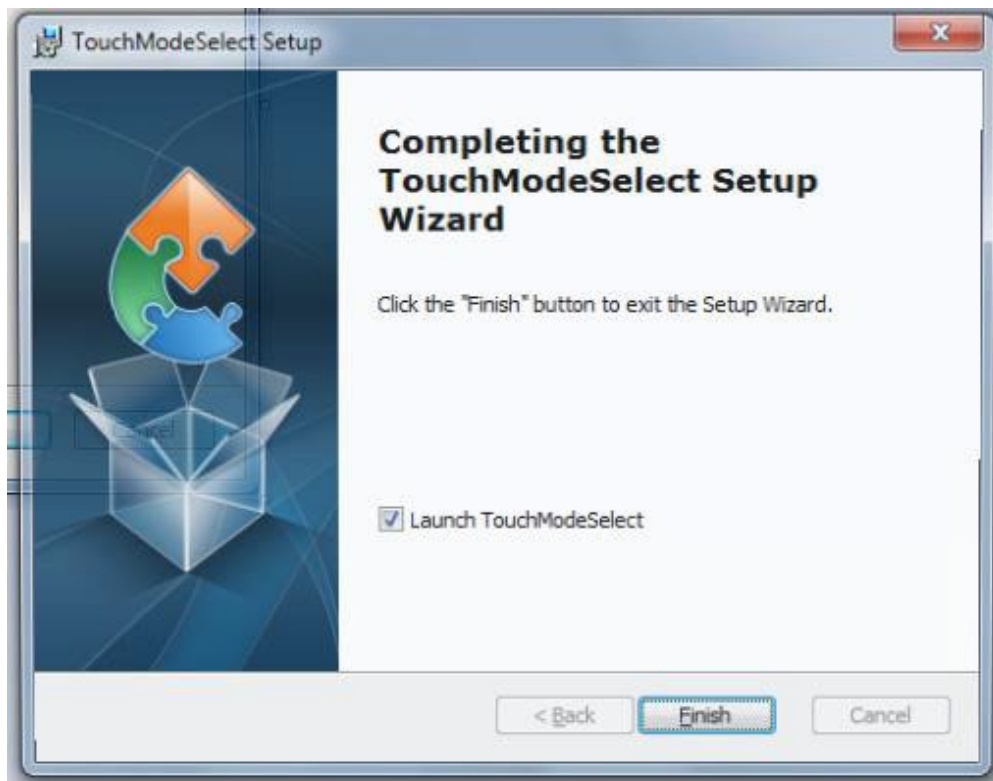 TouchModeSelect Setup
Completing the
TouchModeSelect Setup
Wizard
Click the "Finish" button to exit the Setup Wizard.
Cancel
Launch TouchModeSelect
< Back
Finish
Cancel